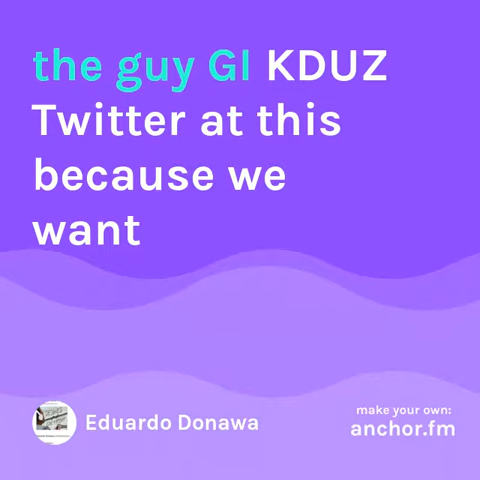 the guy GI KDUZ
Twitter at this
because we
want
Eduardo Donawa
make your own:
anchor.fm